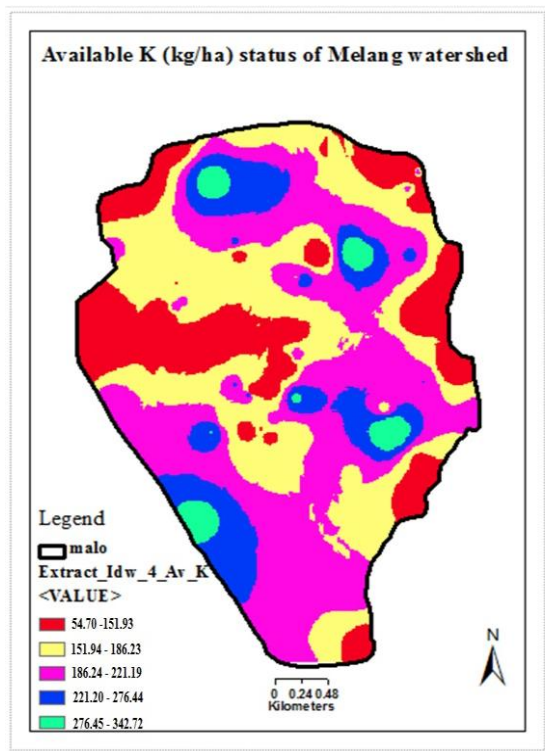 Available K (kg/ha) status of Melang watershed
Legend
malo
Extract_Idw_4_Av_K
<VALUE>
54.70 -151.93
151.94 - 186.23
186.24 - 221.19
221.20 - 276.44
276.45 - 342.72
N
0 0.24 0.48
Kilometers